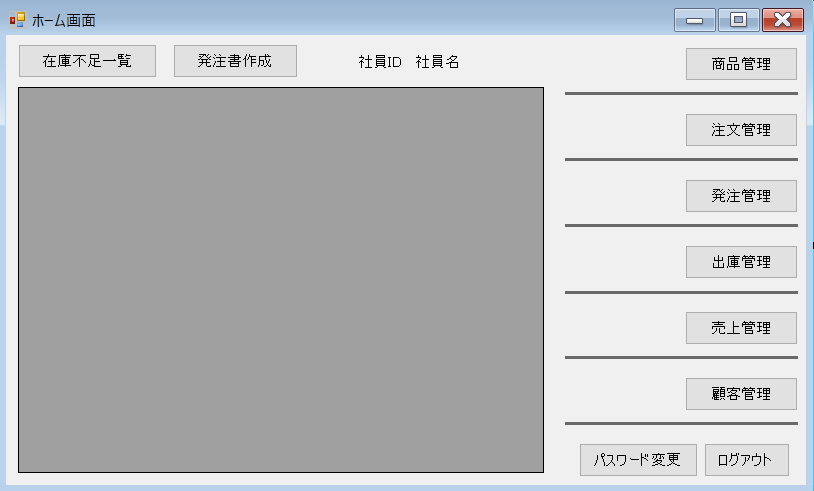 ホーム画面
在庫不足一覧
発注書作成
社員ID 社員名
商品管理
注文管理
発注管理
出庫管理
売上管理
顧客管理
パスワード変更
ログアウト